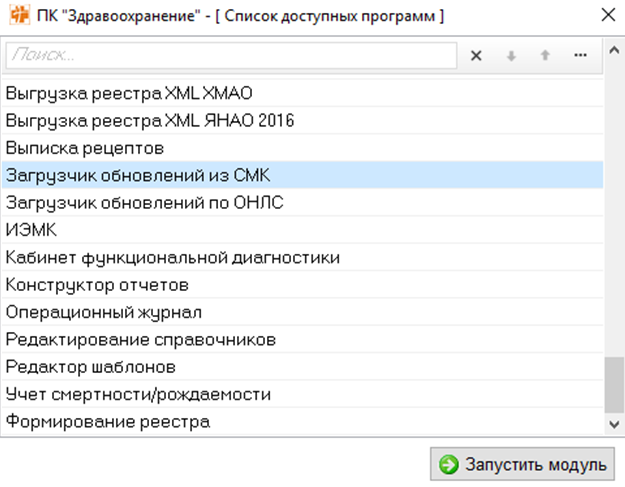 ПК "Здравоохранение" - [ Список доступных программ ]
Поиск...
Выгрузка реестра XML ХМАО
Выгрузка реестра XML ЯНАО 2016
Выписка рецептов
Загрузчик обновлений из СМК
Загрузчик обновлений по ОНЛС
ИЭМК
Кабинет функциональной диагностики
Конструктор отчетов
Операционный журнал
Редактирование справочников
Редактор шаблонов
Учет смертности/рождаемости
Формирование реестра
Запустить модуль